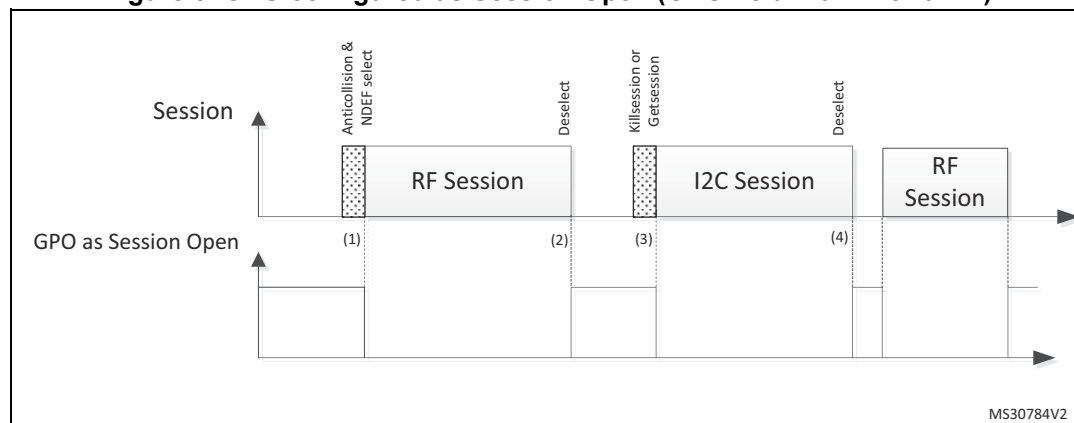 Anticollision &
NDEF select
Deselect
Killsession or
Getsession
Deselect
Session
RF Session
I2C Session
RF
Session
(1)
(2)
(3)
(4)
GPO as Session Open
MS30784V2